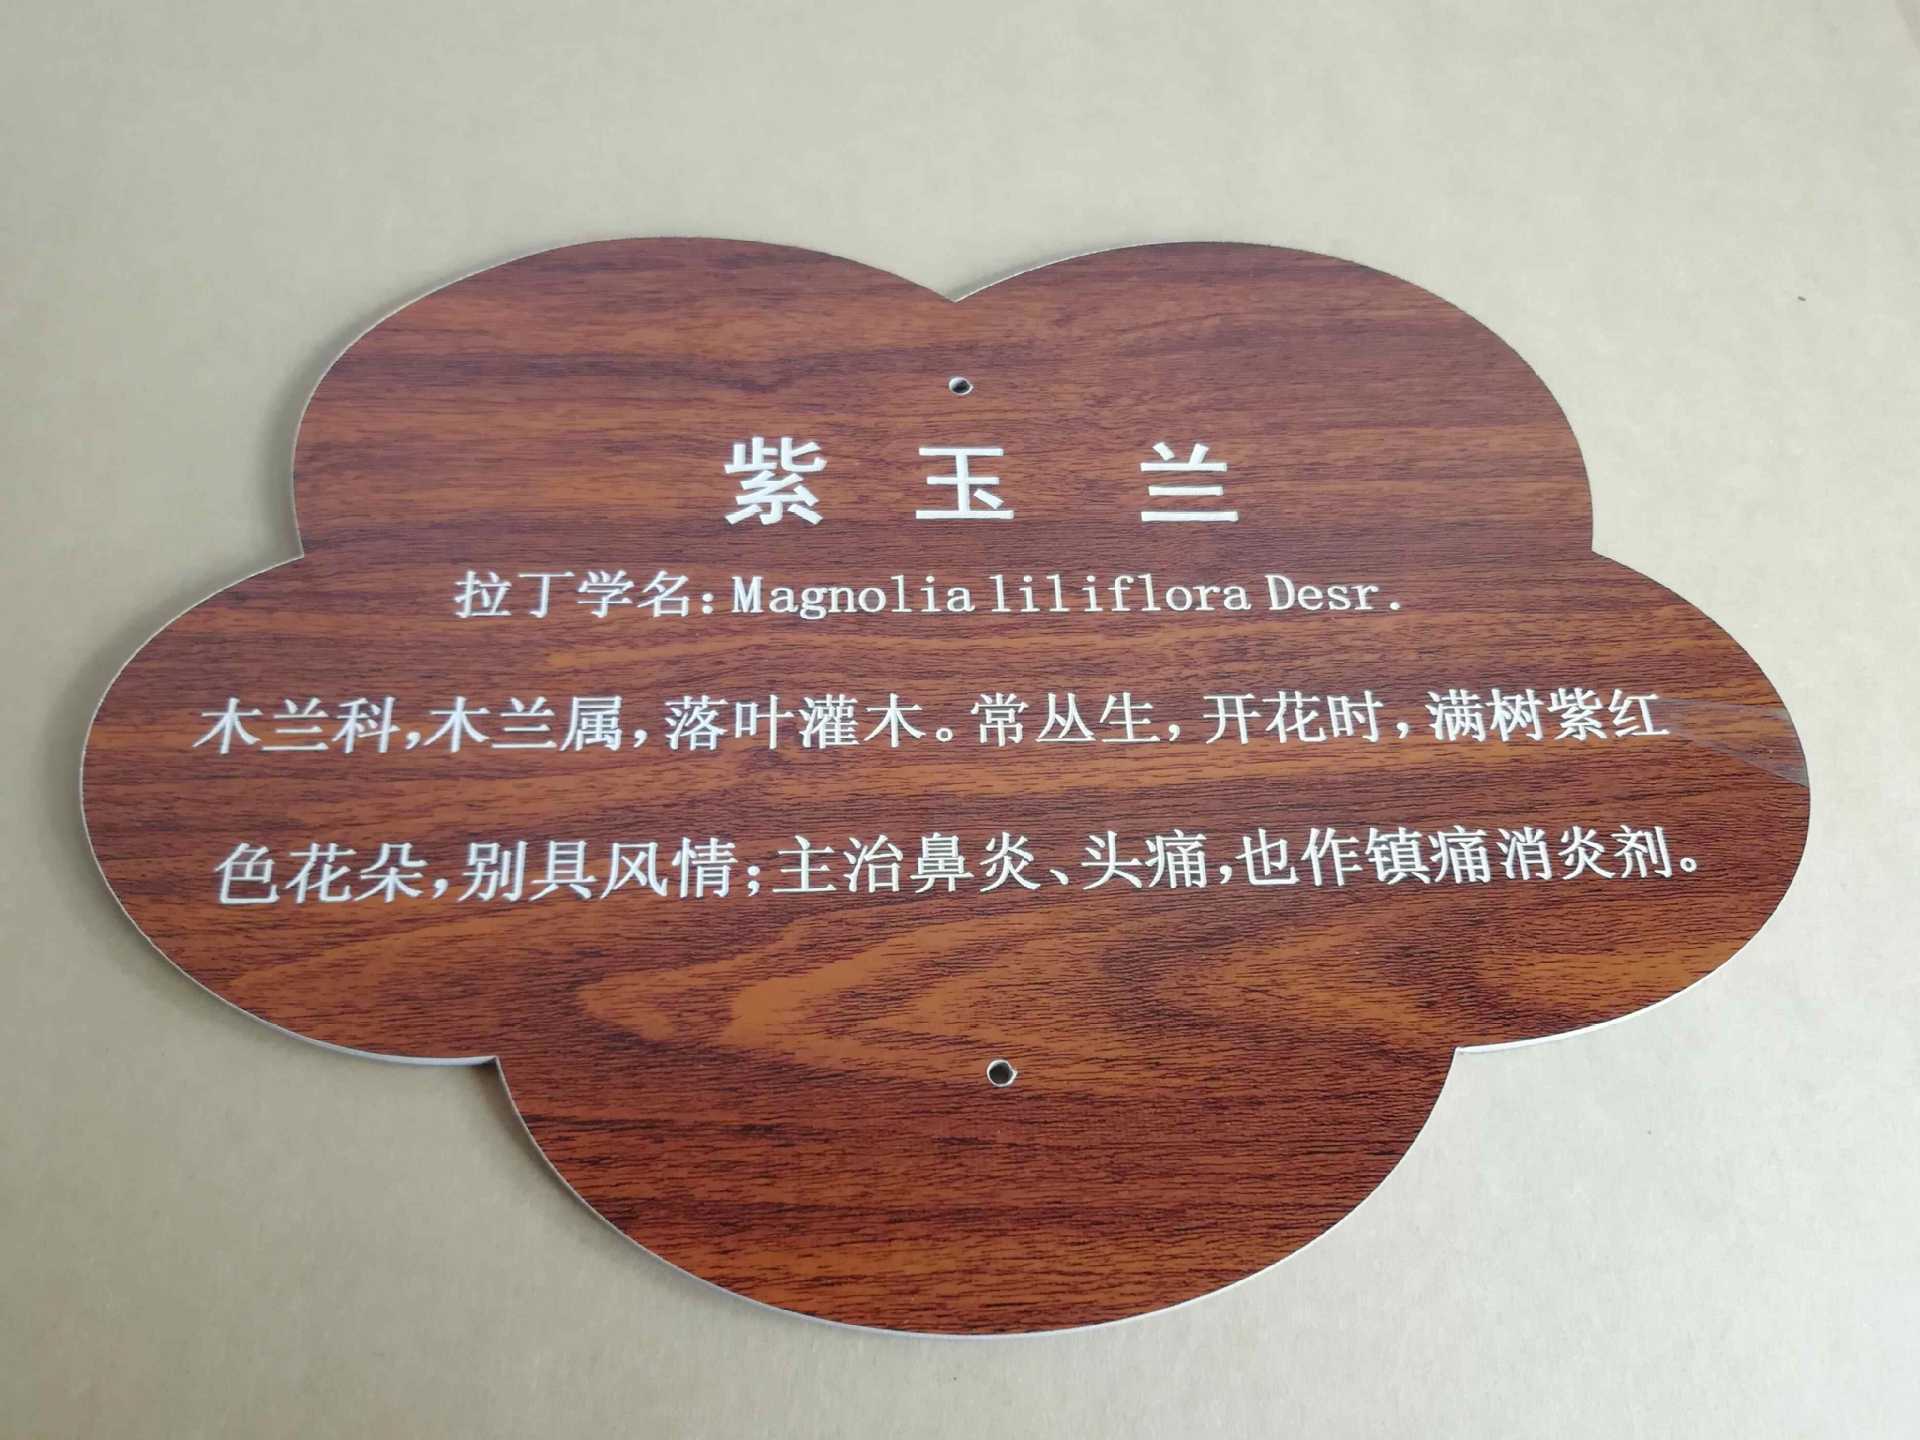 紫玉兰
拉丁学名：Magnolia liliflora Desr.
木兰科，木兰属，落叶灌木。常丛生，开花时，满树紫红
色花朵，别具风情；主治鼻炎、头痛，也作镇痛消炎剂。